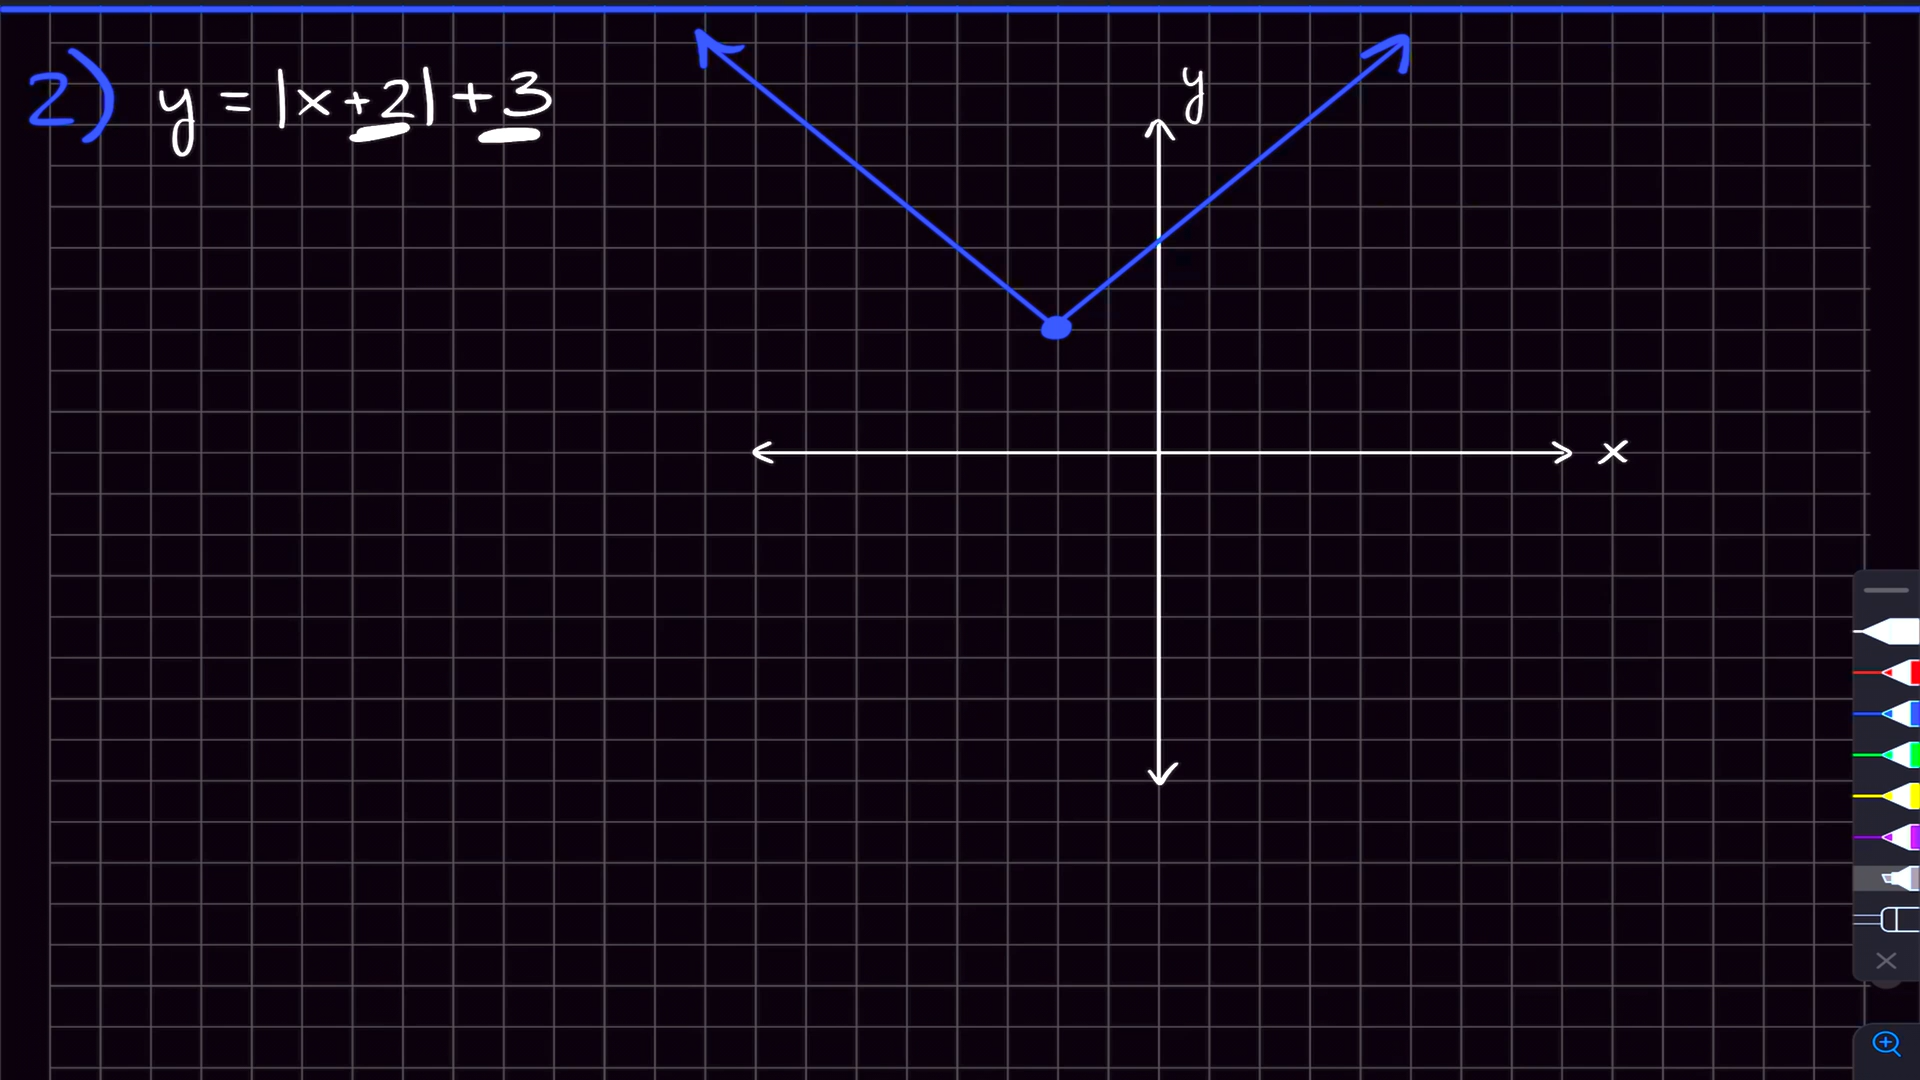 2) y = |x+2| +3
y
x